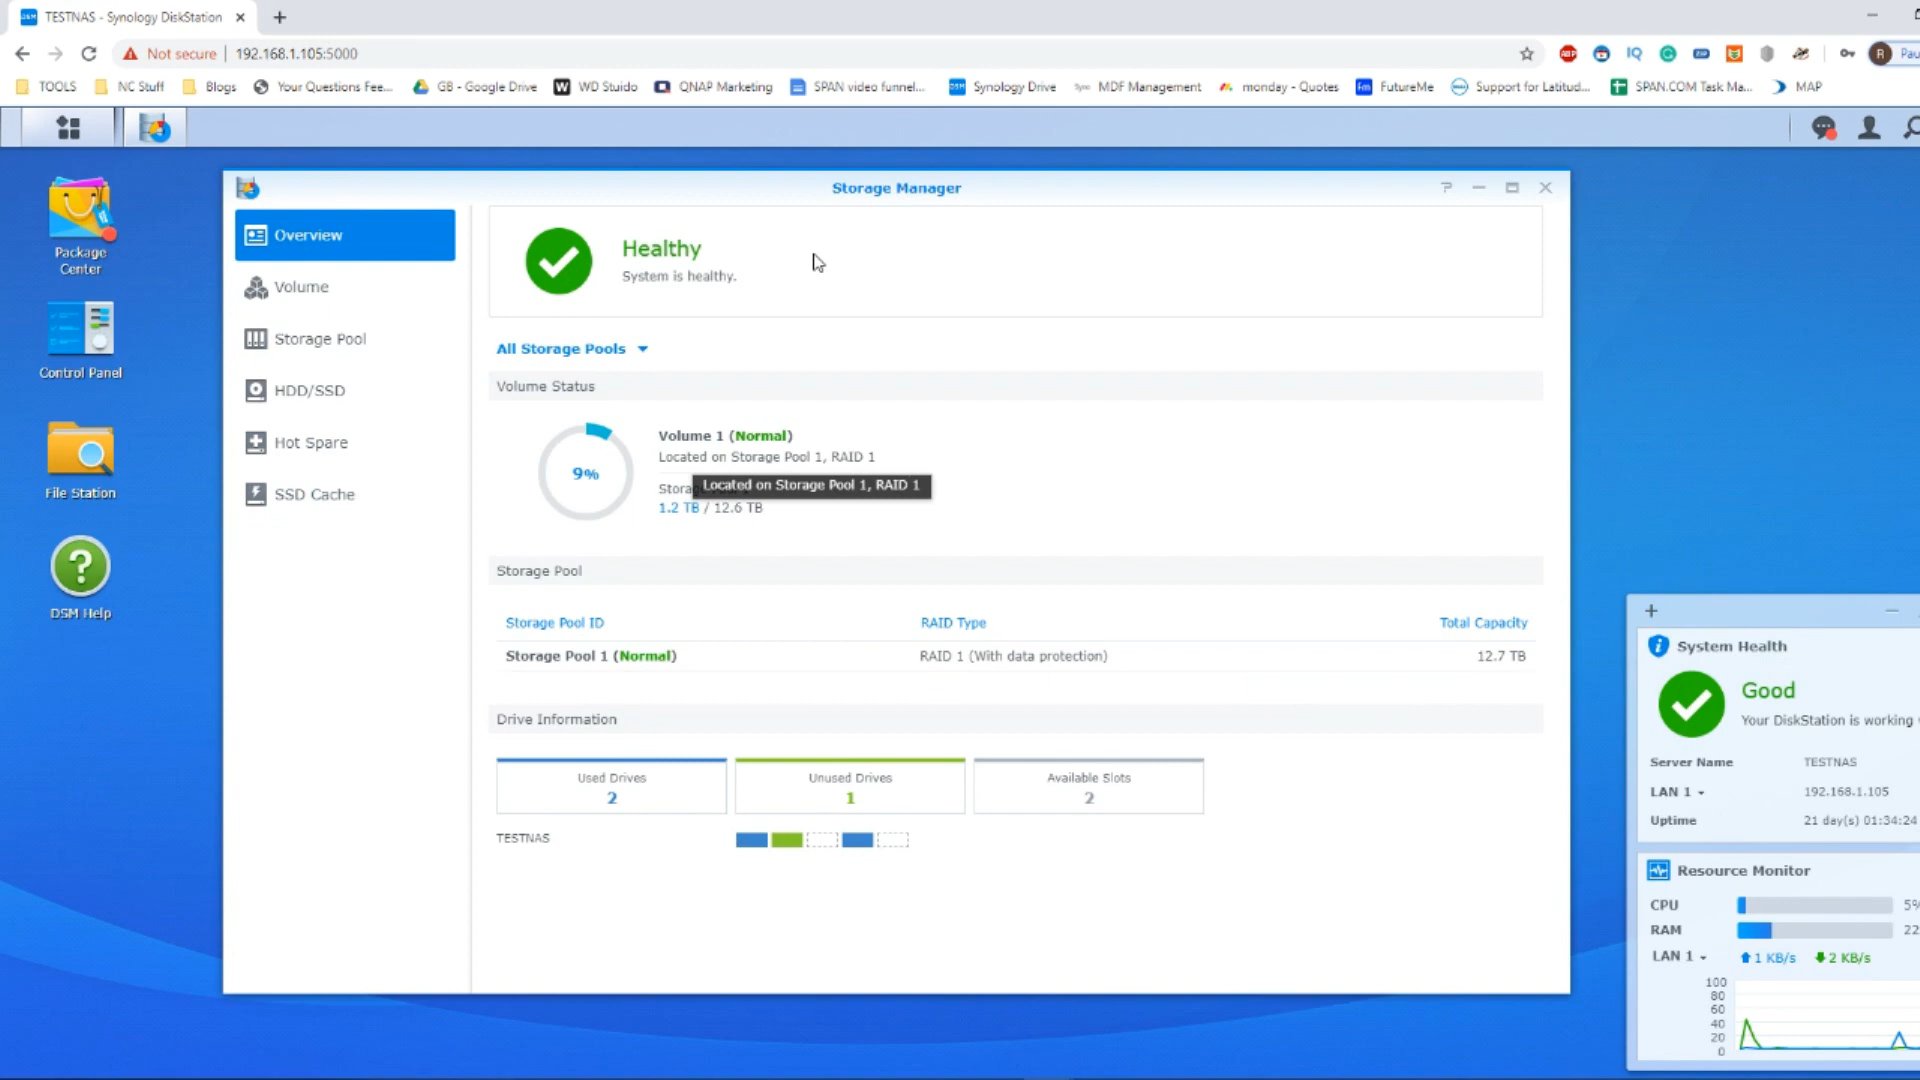 TESTNAS - Synology DiskStation
Not secure | 192.168.1.105:5000
TOOLS
NC Stuff
Blogs
Your Questions Fee...
GB - Google Drive
WD Stuido
QNAP Marketing
SPAN video funnel...
Synology Drive
MDF Management
monday - Quotes
FutureMe
Support for Latitud...
SPAN.COM Task Ma...
MAP
Package
Center
Control Panel
File Station
DSM Help
Storage Manager
Overview
Volume
Storage Pool
HDD/SSD
Hot Spare
SSD Cache
Healthy
System is healthy.
All Storage Pools
Volume Status
9%
Volume 1 (Normal)
Located on Storage Pool 1, RAID 1
Located on Storage Pool 1, RAID 1
1.2 TB / 12.6 TB
Storage Pool
Storage Pool ID RAID Type Total Capacity
Storage Pool 1 (Normal) RAID 1 (With data protection) 12.7 TB
Drive Information
Used Drives
2
Unused Drives
1
Available Slots
2
TESTNAS
System Health
Good
Your DiskStation is working
Server Name TESTNAS
LAN 1 192.168.1.105
Uptime 21 day(s) 01:34:24
Resource Monitor
CPU 5%
RAM 22
LAN 1 1 KB/s 2 KB/s
100
80
60
40
20
0